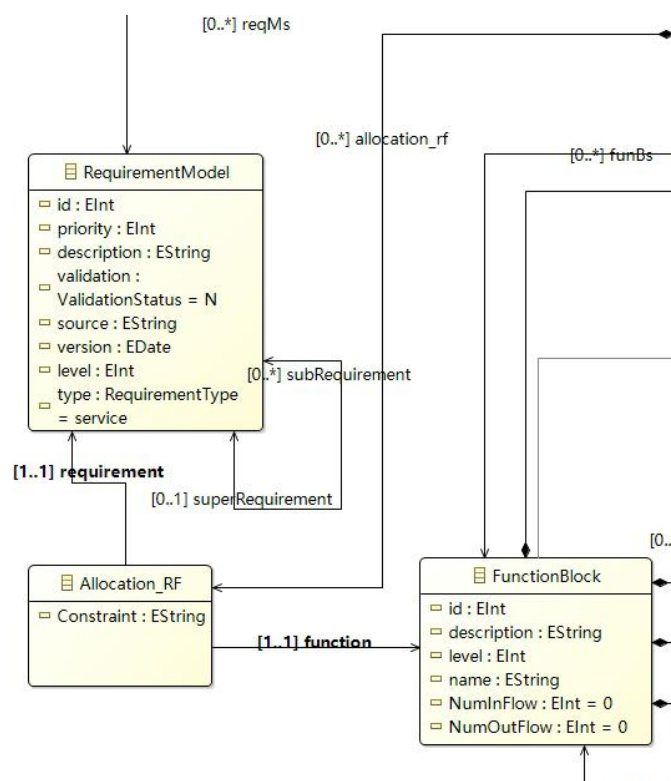 [0..*] reqMs
[0..*] allocation_rf
[0..*] funBs
RequirementModel
id : EInt
priority : EInt
description : EString
validation :
ValidationStatus = N
source : EString
version : EDate
level : EInt
type : RequirementType
= service
[0..*] subRequirement
[1..1] requirement
[0..1] superRequirement
[0..
Allocation_RF
Constraint : EString
[1..1] function
FunctionBlock
id : EInt
description : EString
level : EInt
name : EString
NumInFlow : EInt = 0
NumOutFlow : EInt = 0